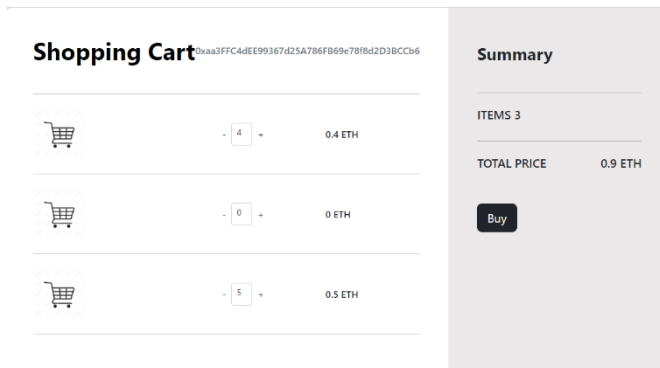 Shopping Cart 0xaa3FFC4dEE99367d25A786FB69e78f8d2D3BCCb6
- 4 + 0.4 ETH
- 0 + 0 ETH
- 5 + 0.5 ETH
Summary
ITEMS 3
TOTAL PRICE 0.9 ETH
Buy